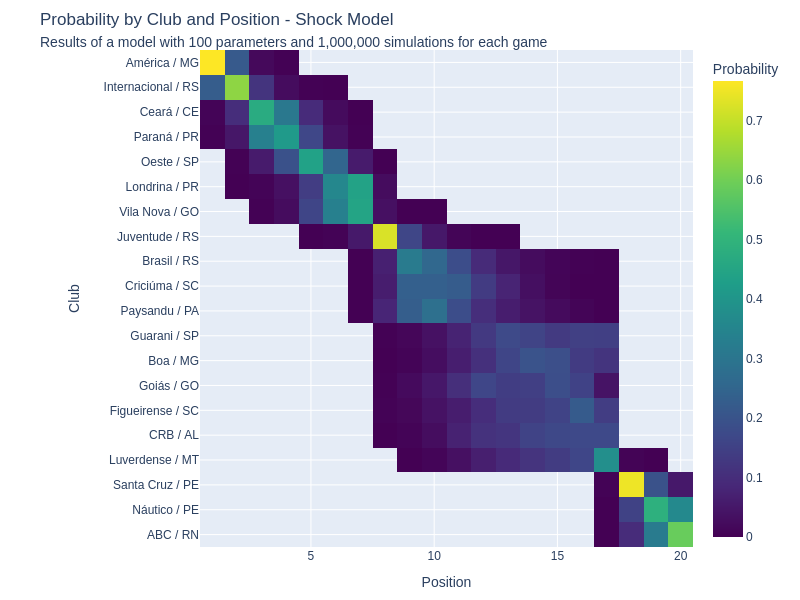 Probability by Club and Position - Shock Model
Results of a model with 100 parameters and 1,000,000 simulations for each game
Probability
América / MG
Internacional / RS
Ceará / CE
Paraná / PR
Oeste / SP
Londrina / PR
Vila Nova / GO
Juventude / RS
Brasil / RS
Criciúma / SC
Paysandu / PA
Guarani / SP
Boa / MG
Goiás / GO
Figueirense / SC
CRB / AL
Luverdense / MT
Santa Cruz / PE
Náutico / PE
ABC / RN
Club
5
10
15
20
Position
0.7
0.6
0.5
0.4
0.3
0.2
0.1
0